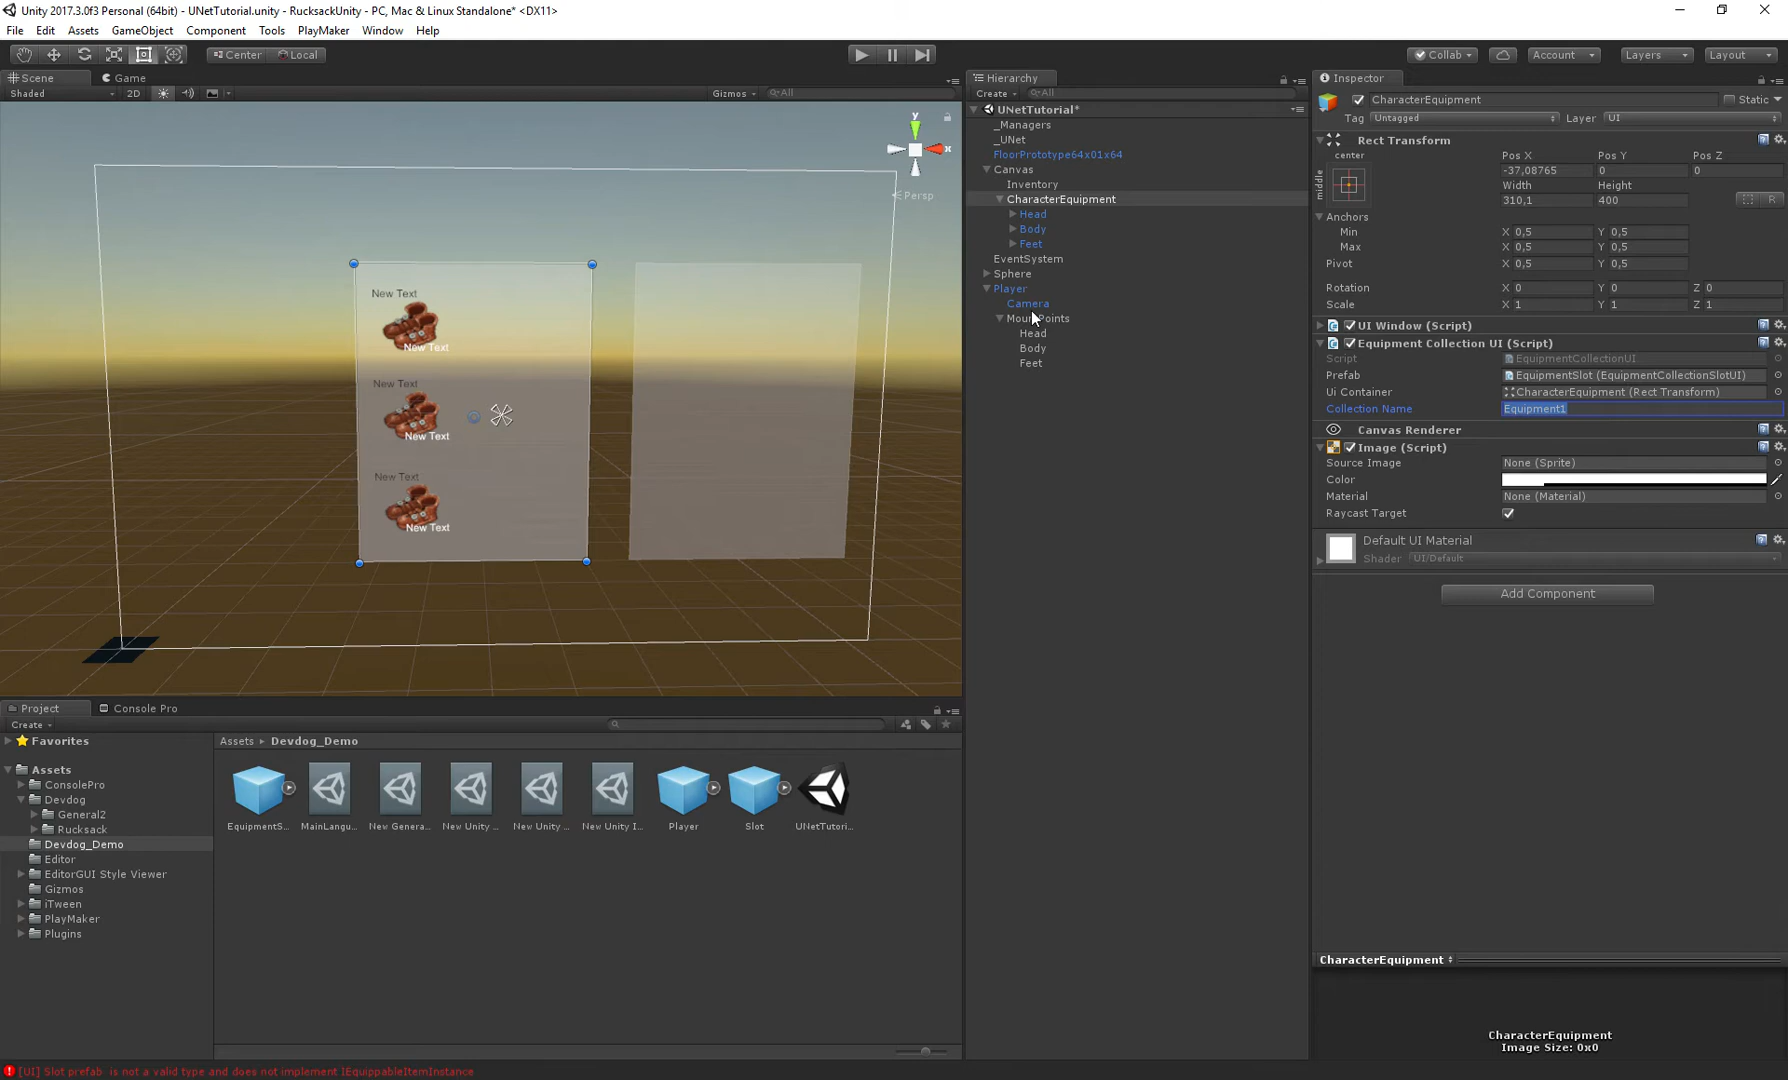 Unity 2017.3.0f3 Personal (64bit) - UNetTutorial.unity - RucksackUnity - PC, Mac & Linux Standalone* <DX11>
File Edit Assets GameObject Component Tools PlayMaker Window Help
Center Local Collab Account Layers Layout
Scene Game
Shaded 2D Gizmos All
y
x
Persp
New Text
New Text
New Text
New Text
New Text
New Text
Hierarchy
Create All
UNetTutorial*
_Managers
_UNet
FloorPrototype64x01x64
Canvas
Inventory
CharacterEquipment
Head
Body
Feet
EventSystem
Sphere
Player
Camera
Head
Body
Feet
Inspector
CharacterEquipment Static
Tag Untagged Layer UI
Rect Transform
center
middle
Pos X Pos Y Pos Z
-37,08765 0 0
Width Height
310,1 400
R
Anchors
Min X 0,5 Y 0,5
Max X 0,5 Y 0,5
Pivot X 0,5 Y 0,5
Rotation X 0 Y 0 Z 0
Scale X 1 Y 1 Z 1
UI Window (Script)
Equipment Collection UI (Script)
Script EquipmentCollectionUI
Prefab EquipmentSlot (EquipmentCollectionSlotUI)
Ui Container CharacterEquipment (Rect Transform)
Collection Name Equipment1
Canvas Renderer
Image (Script)
Source Image None (Sprite)
Color
Material None (Material)
Raycast Target
Default UI Material
Shader UI/Default
Add Component
CharacterEquipment
CharacterEquipment
Image Size: 0x0
Project Console Pro
Create
Favorites
Assets
ConsolePro
Devdog
General2
Rucksack
Devdog_Demo
Editor
EditorGUI Style Viewer
Gizmos
iTween
PlayMaker
Plugins
Assets Devdog_Demo
EquipmentS... MainLangu... New Genera... New Unity ... New Unity ... New Unity I... Player Slot UNetTutori...
[UI] Slot prefab is not a valid type and does not implement IEquippableItemInstance